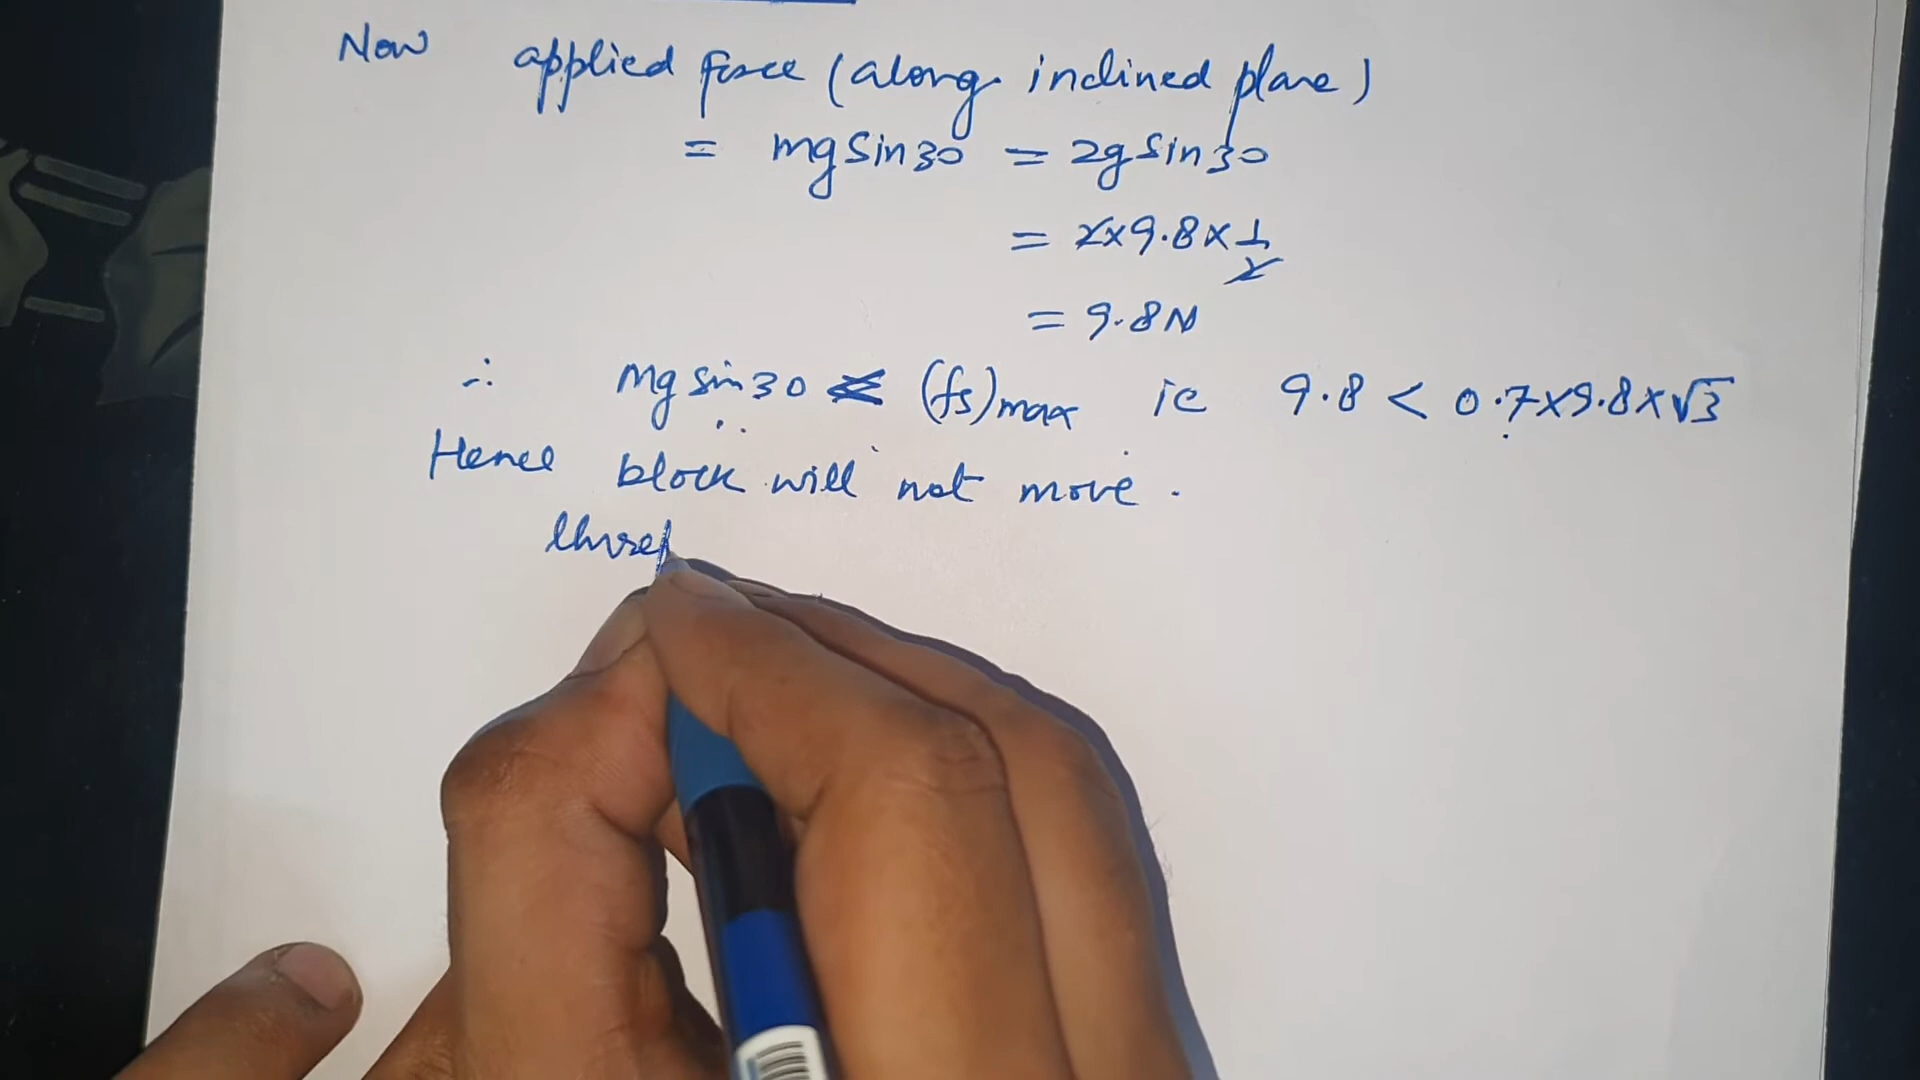 Now applied force (along inclined plane)
= mg Sin 30 = 2g Sin 30
= 2 × 9.8 × 1/2
= 9.8 N
∴ mg sin 30 < (fs)max ie 9.8 < 0.7 × 9.8 × √3
Hence block will not move.